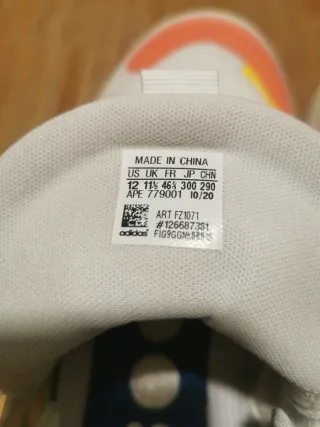 MADE IN CHINA
US UK FR JP CHN
12 11½ 46⅔ 300 290
APE 779001 10/20
ART FZ1071
#126687381
adidas